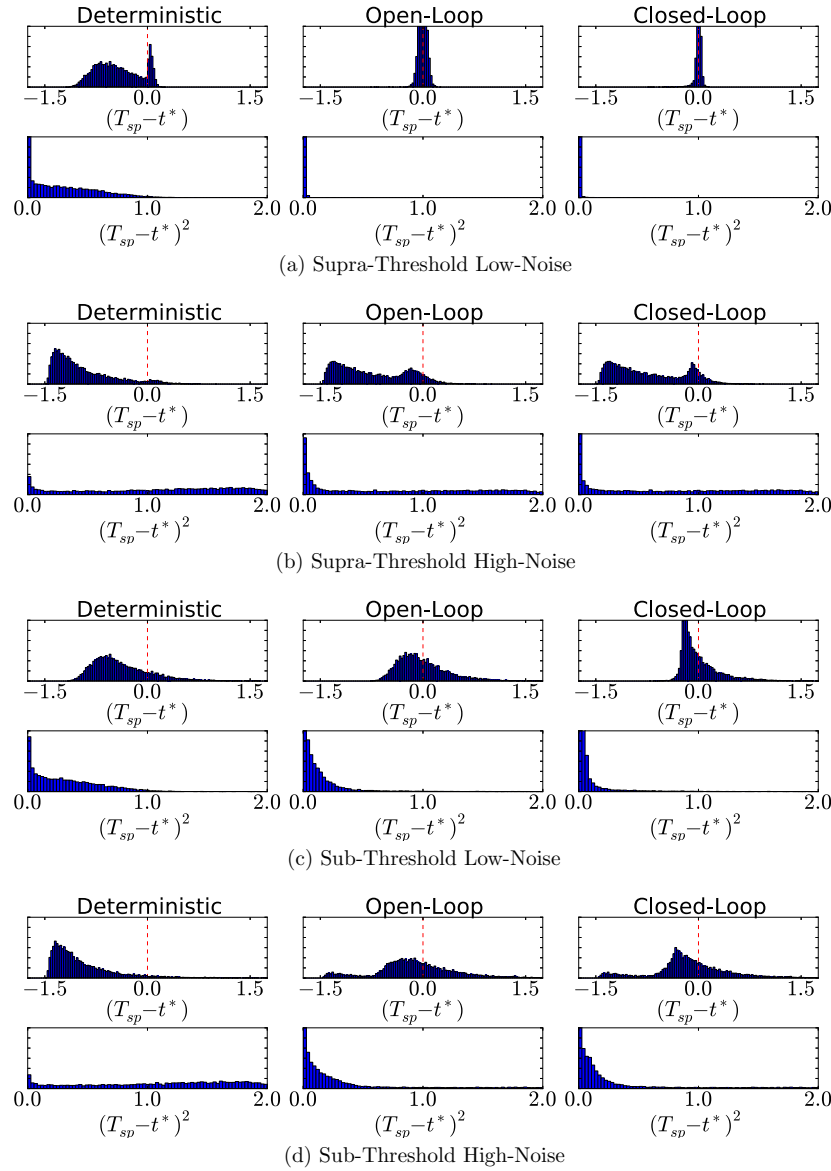 Deterministic Open-Loop Closed-Loop
−1.5 0.0 1.5 −1.5 0.0 1.5 −1.5 0.0 1.5
(T_sp−t*) (T_sp−t*) (T_sp−t*)
0.0 1.0 2.0 0.0 1.0 2.0 0.0 1.0 2.0
(T_sp−t*)² (T_sp−t*)² (T_sp−t*)²
(a) Supra-Threshold Low-Noise
Deterministic Open-Loop Closed-Loop
−1.5 0.0 1.5 −1.5 0.0 1.5 −1.5 0.0 1.5
(T_sp−t*) (T_sp−t*) (T_sp−t*)
0.0 1.0 2.0 0.0 1.0 2.0 0.0 1.0 2.0
(T_sp−t*)² (T_sp−t*)² (T_sp−t*)²
(b) Supra-Threshold High-Noise
Deterministic Open-Loop Closed-Loop
−1.5 0.0 1.5 −1.5 0.0 1.5 −1.5 0.0 1.5
(T_sp−t*) (T_sp−t*) (T_sp−t*)
0.0 1.0 2.0 0.0 1.0 2.0 0.0 1.0 2.0
(T_sp−t*)² (T_sp−t*)² (T_sp−t*)²
(c) Sub-Threshold Low-Noise
Deterministic Open-Loop Closed-Loop
−1.5 0.0 1.5 −1.5 0.0 1.5 −1.5 0.0 1.5
(T_sp−t*) (T_sp−t*) (T_sp−t*)
0.0 1.0 2.0 0.0 1.0 2.0 0.0 1.0 2.0
(T_sp−t*)² (T_sp−t*)² (T_sp−t*)²
(d) Sub-Threshold High-Noise